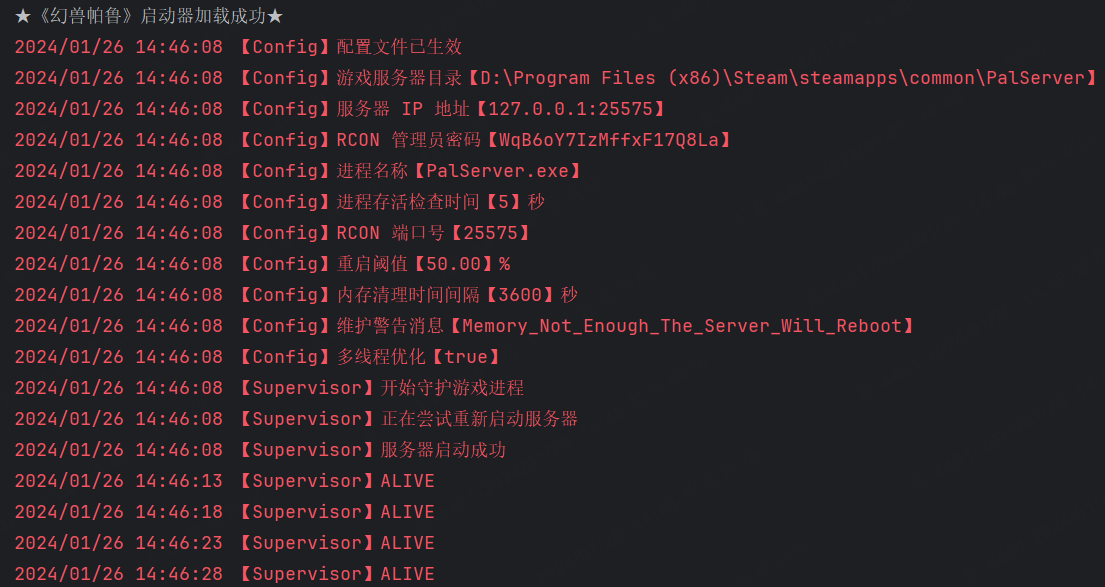 ★《幻兽帕鲁》启动器加载成功★
2024/01/26 14:46:08 【Config】配置文件已生效
2024/01/26 14:46:08 【Config】游戏服务器目录【D:\Program Files (x86)\Steam\steamapps\common\PalServer】
2024/01/26 14:46:08 【Config】服务器 IP 地址【127.0.0.1:25575】
2024/01/26 14:46:08 【Config】RCON 管理员密码【WqB6oY7IzMffxF17Q8La】
2024/01/26 14:46:08 【Config】进程名称【PalServer.exe】
2024/01/26 14:46:08 【Config】进程存活检查时间【5】秒
2024/01/26 14:46:08 【Config】RCON 端口号【25575】
2024/01/26 14:46:08 【Config】重启阈值【50.00】%
2024/01/26 14:46:08 【Config】内存清理时间间隔【3600】秒
2024/01/26 14:46:08 【Config】维护警告消息【Memory_Not_Enough_The_Server_Will_Reboot】
2024/01/26 14:46:08 【Config】多线程优化【true】
2024/01/26 14:46:08 【Supervisor】开始守护游戏进程
2024/01/26 14:46:08 【Supervisor】正在尝试重新启动服务器
2024/01/26 14:46:08 【Supervisor】服务器启动成功
2024/01/26 14:46:13 【Supervisor】ALIVE
2024/01/26 14:46:18 【Supervisor】ALIVE
2024/01/26 14:46:23 【Supervisor】ALIVE
2024/01/26 14:46:28 【Supervisor】ALIVE